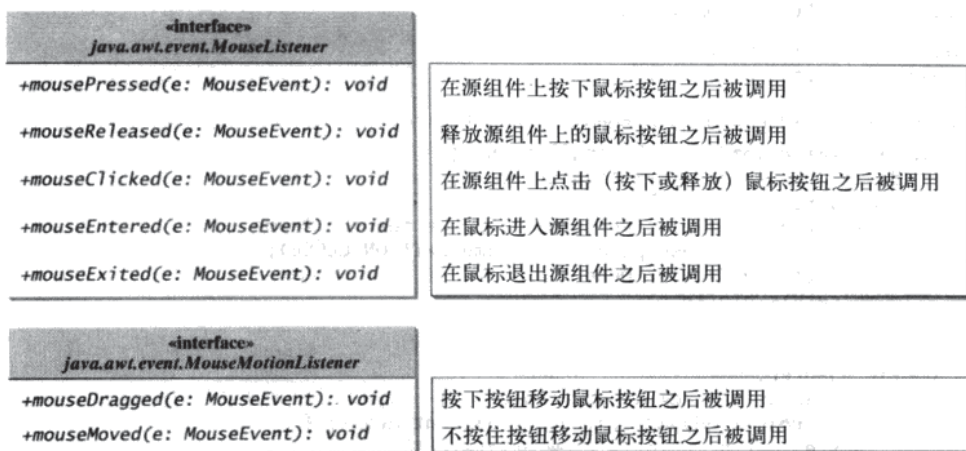 «interface»
java.awt.event.MouseListener
+mousePressed(e: MouseEvent): void 在源组件上按下鼠标按钮之后被调用
+mouseReleased(e: MouseEvent): void 释放源组件上的鼠标按钮之后被调用
+mouseClicked(e: MouseEvent): void 在源组件上点击（按下或释放）鼠标按钮之后被调用
+mouseEntered(e: MouseEvent): void 在鼠标进入源组件之后被调用
+mouseExited(e: MouseEvent): void 在鼠标退出源组件之后被调用
«interface»
java.awt.event.MouseMotionListener
+mouseDragged(e: MouseEvent): void 按下按钮移动鼠标按钮之后被调用
+mouseMoved(e: MouseEvent): void 不按住按钮移动鼠标按钮之后被调用